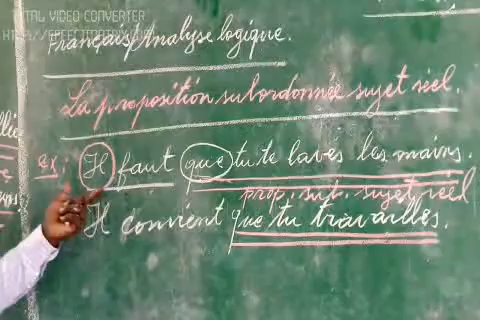 TOTAL VIDEO CONVERTER
Français/Analyse logique.
La proposition subordonnée sujet réel.
ex: Il faut que tu te laves les mains.
prop. sub. sujet réel
Il convient que tu travailles.